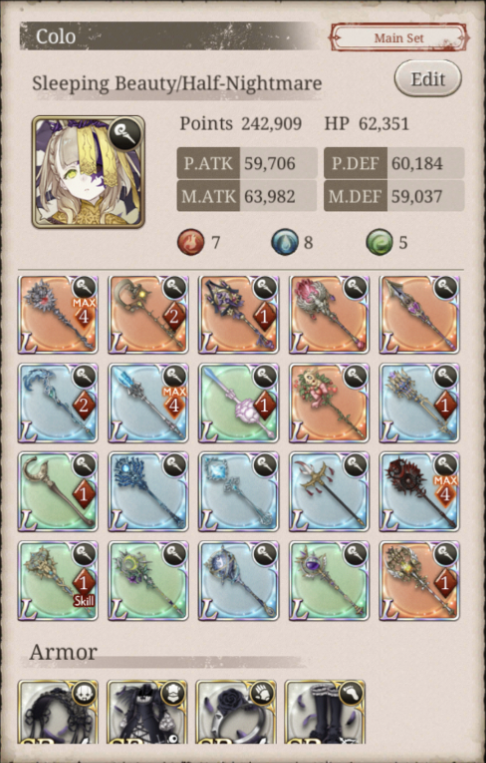 Colo
Main Set
Sleeping Beauty/Half-Nightmare
Edit
Points 242,909 HP 62,351
P.ATK 59,706 P.DEF 60,184
M.ATK 63,982 M.DEF 59,037
7 8 5
L MAX 4 L 2 L 1 L L
L 2 L MAX 4 L 1 L L 1
L 1 L L L L MAX 4
L 1 Skill L L L L 1
Armor